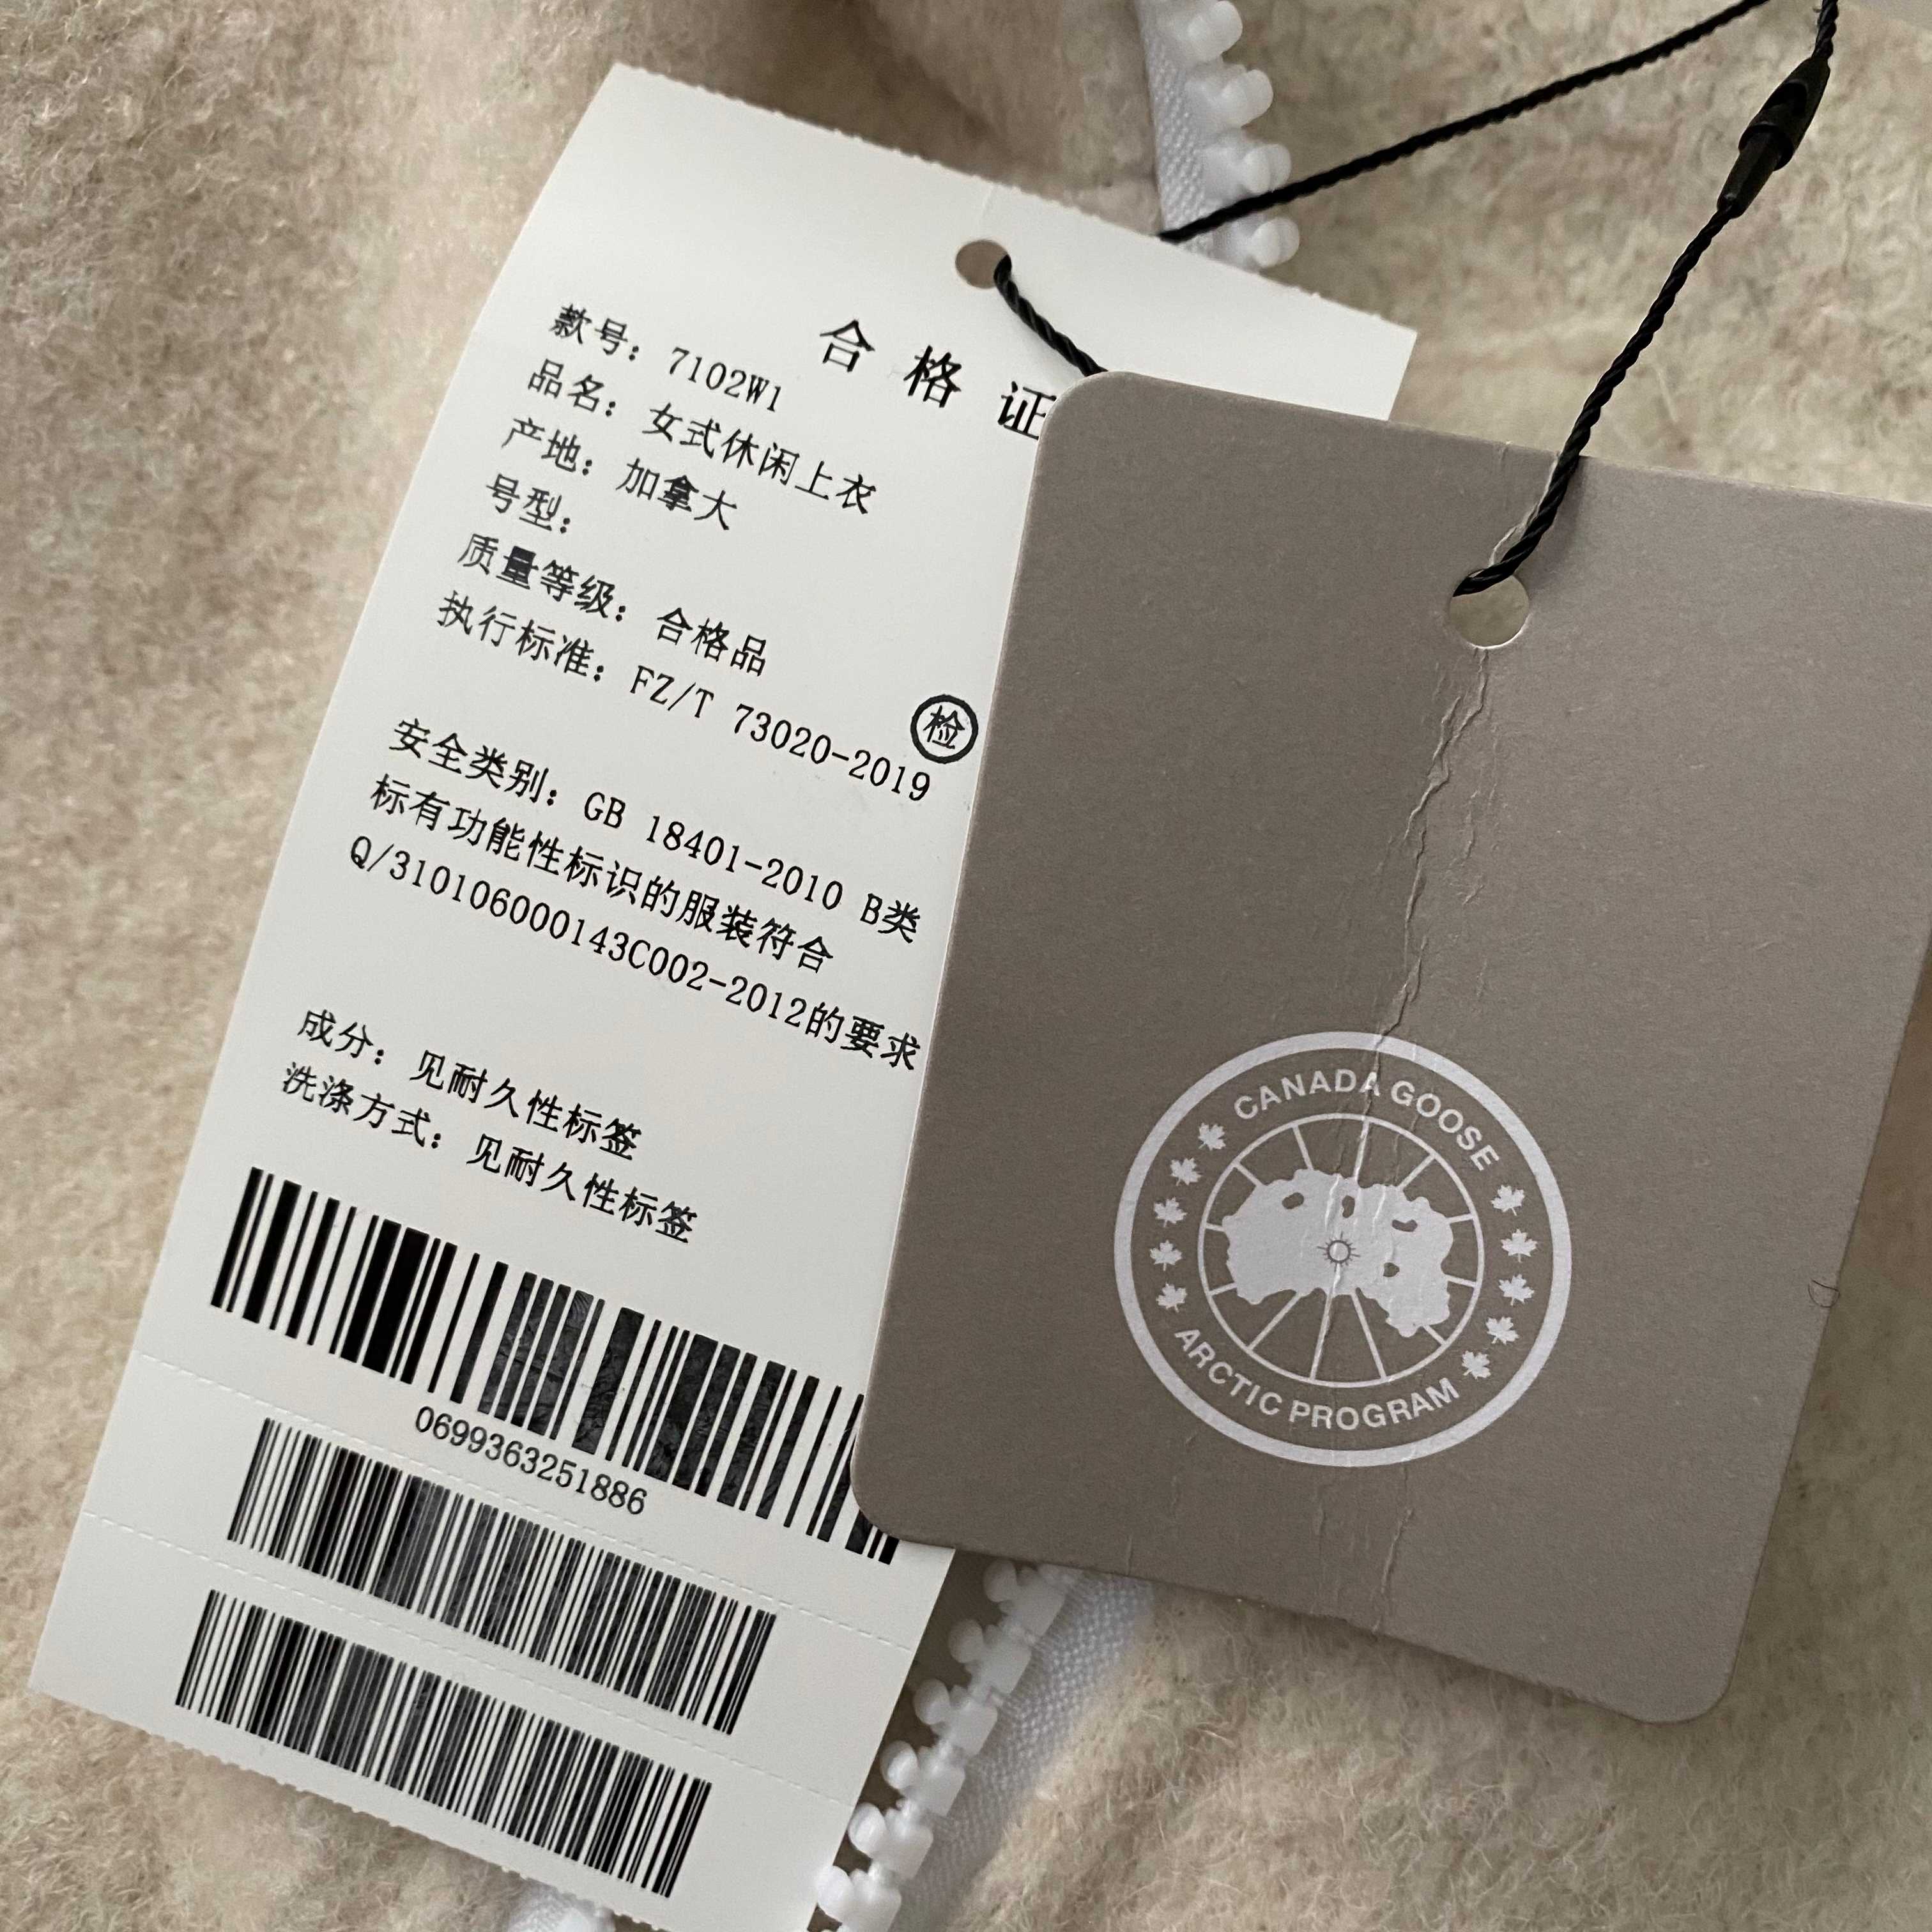 合格证
款号：7102W1
品名：女式休闲上衣
产地：加拿大
号型：
质量等级：合格品
执行标准：FZ/T 73020-2019
检
安全类别：GB 18401-2010 B类
标有功能性标识的服装符合
Q/310106000143C002-2012的要求
成分：见耐久性标签
洗涤方式：见耐久性标签
0699363251886
CANADA GOOSE
ARCTIC PROGRAM